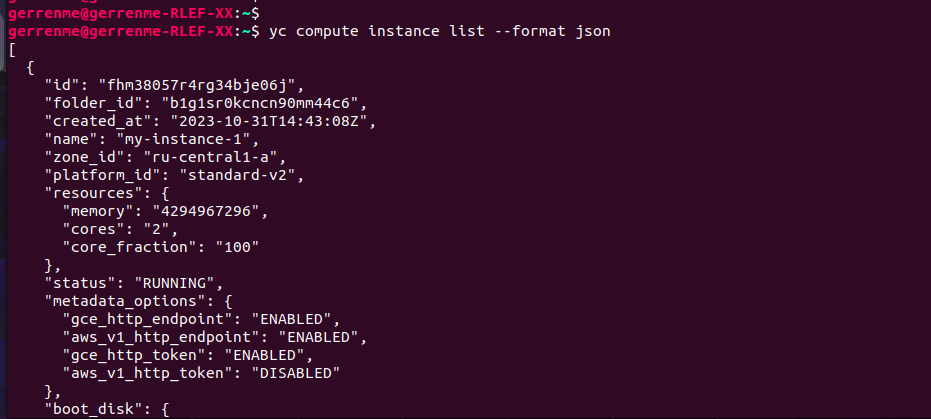 gerrenme@gerrenme-RLEF-XX:~$
gerrenme@gerrenme-RLEF-XX:~$ yc compute instance list --format json
[
  {
    "id": "fhm38057r4rg34bje06j",
    "folder_id": "b1g1sr0kcncn90mm44c6",
    "created_at": "2023-10-31T14:43:08Z",
    "name": "my-instance-1",
    "zone_id": "ru-central1-a",
    "platform_id": "standard-v2",
    "resources": {
      "memory": "4294967296",
      "cores": "2",
      "core_fraction": "100"
    },
    "status": "RUNNING",
    "metadata_options": {
      "gce_http_endpoint": "ENABLED",
      "aws_v1_http_endpoint": "ENABLED",
      "gce_http_token": "ENABLED",
      "aws_v1_http_token": "DISABLED"
    },
    "boot_disk": {